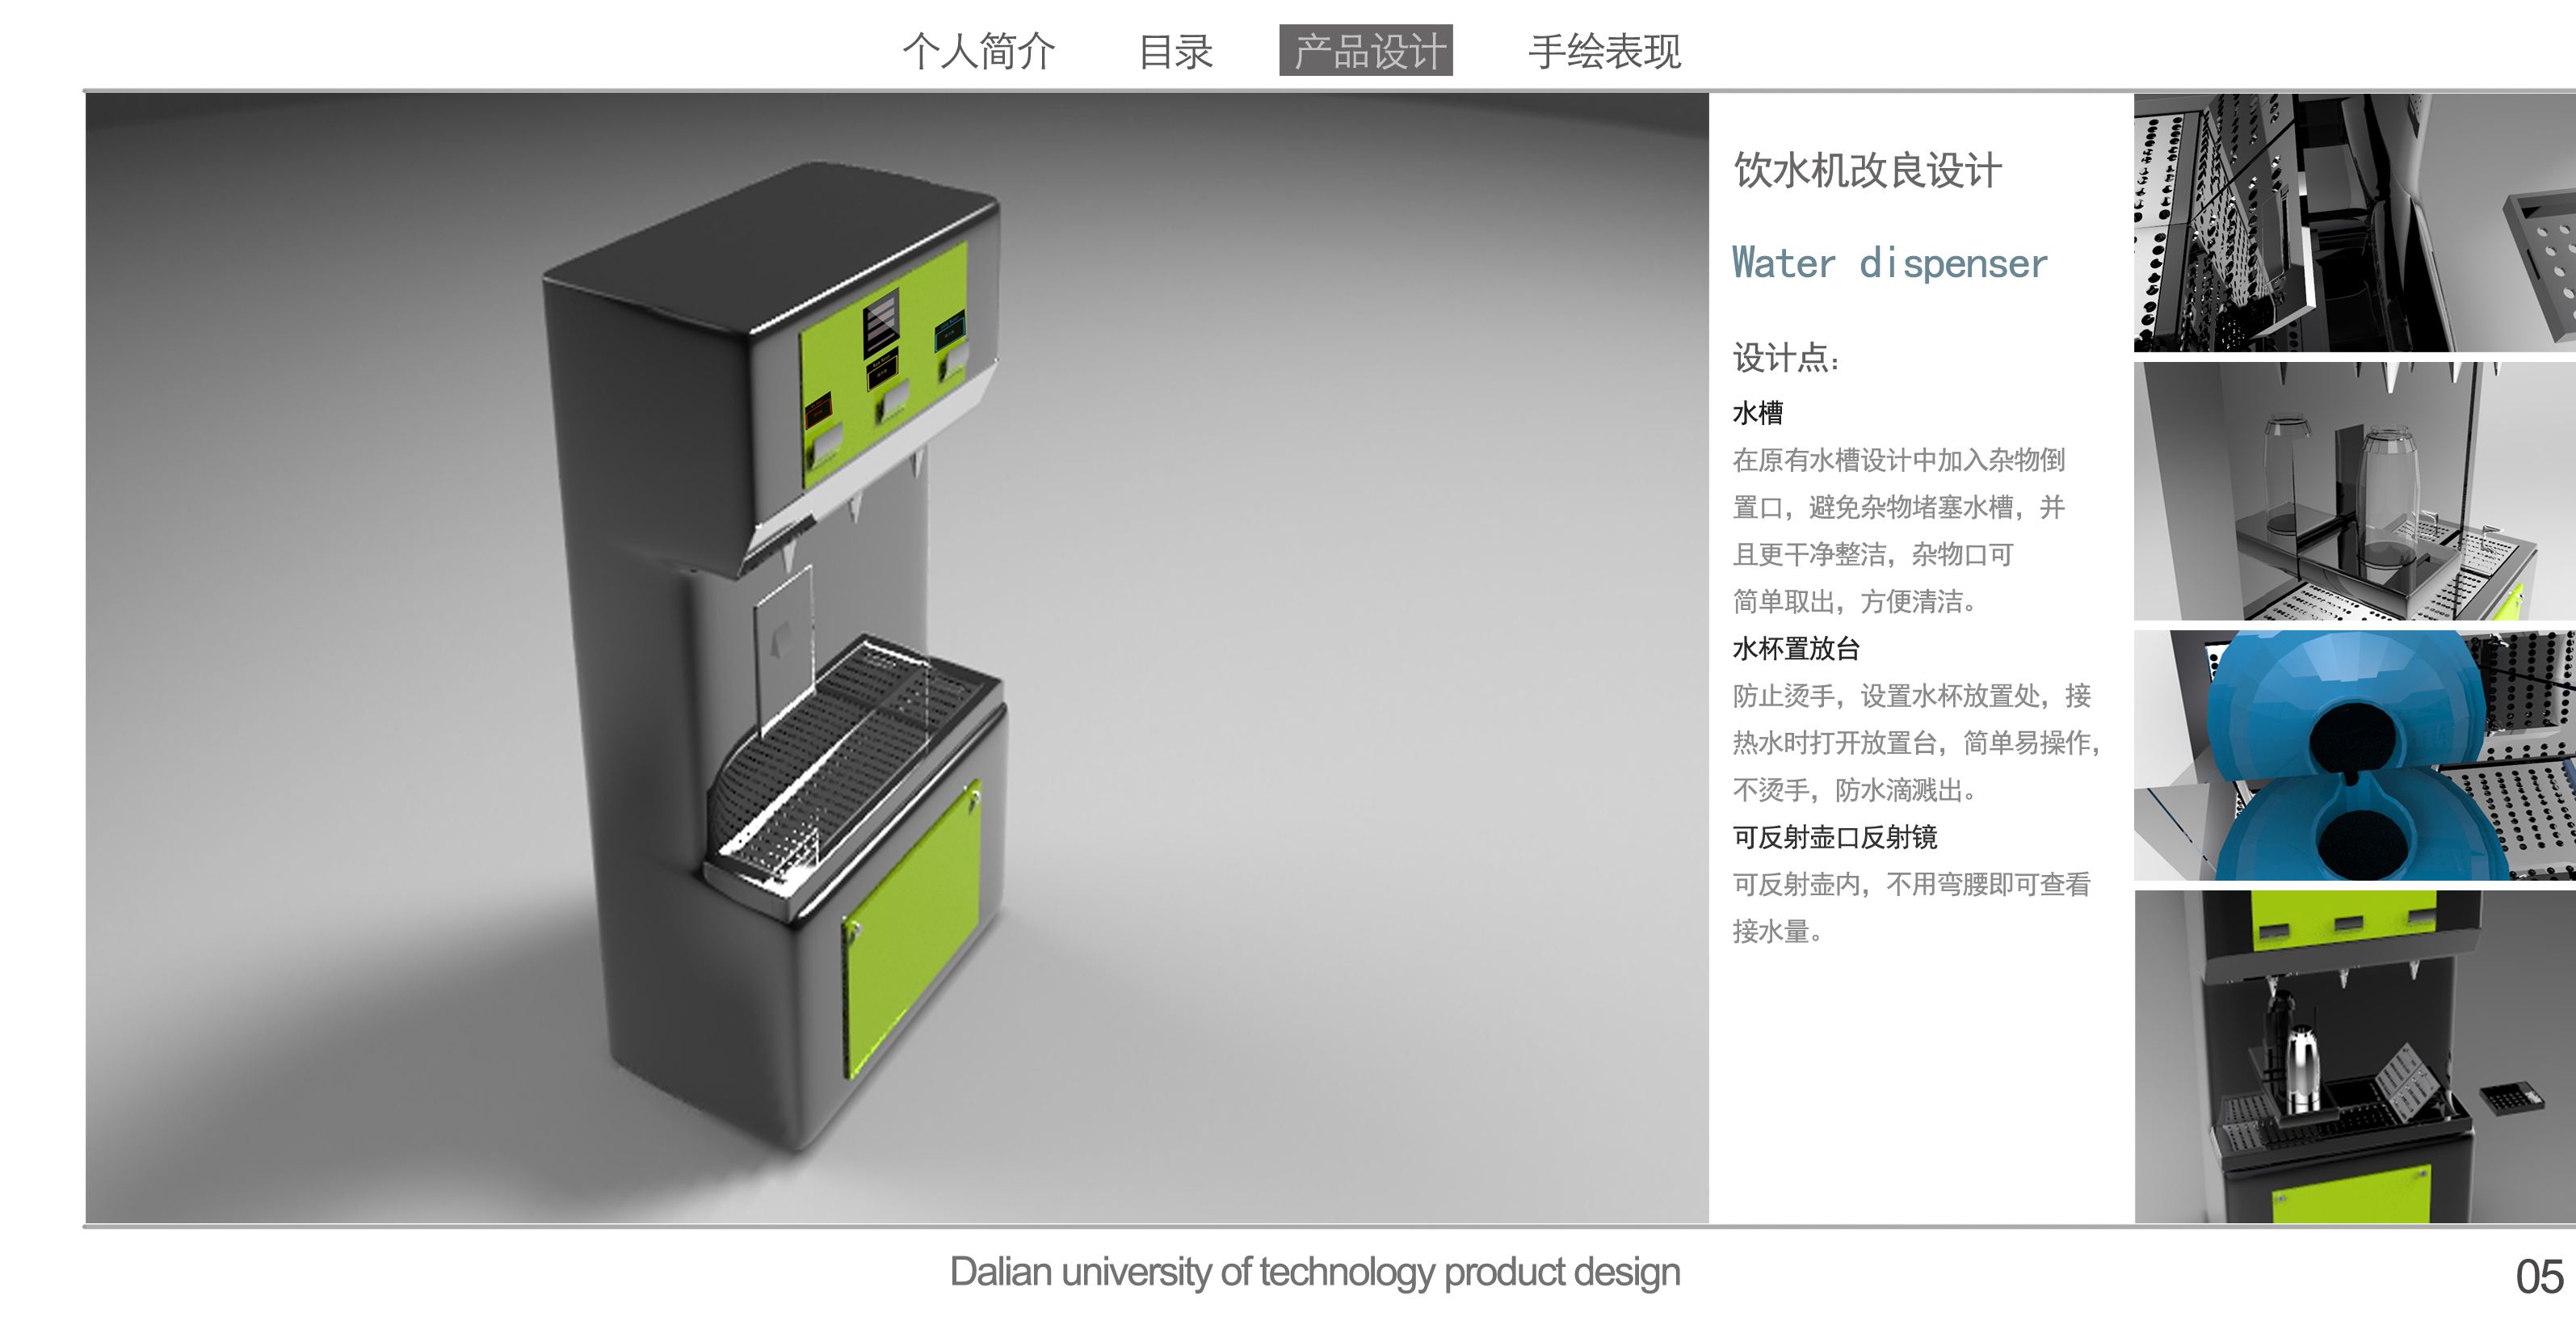 个人简介 目录 产品设计 手绘表现
饮水机改良设计
Water dispenser
设计点:
水槽
在原有水槽设计中加入杂物倒
置口，避免杂物堵塞水槽，并
且更干净整洁，杂物口可
简单取出，方便清洁。
水杯置放台
防止烫手，设置水杯放置处，接
热水时打开放置台，简单易操作，
不烫手，防水滴溅出。
可反射壶口反射镜
可反射壶内，不用弯腰即可查看
接水量。
Dalian university of technology product design
05